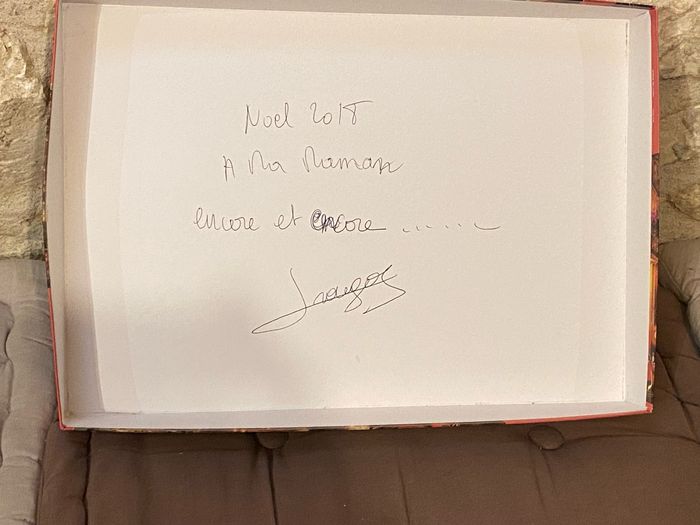 Noel 2018
A Ma Maman
encore et encore .......